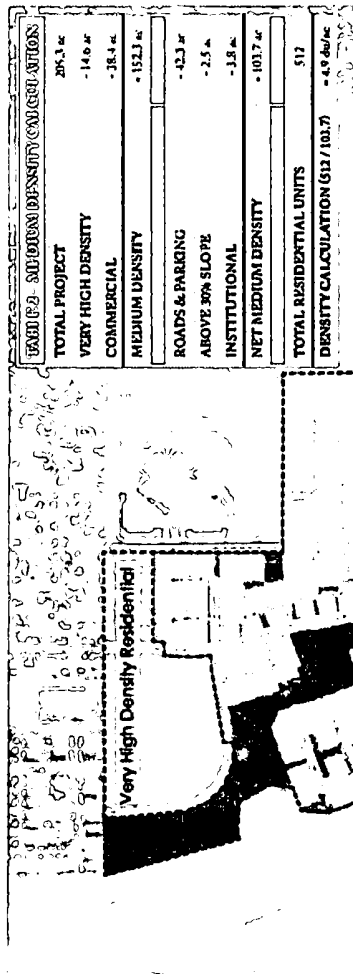 MEDIUM DENSITY CALCULATION
TOTAL PROJECT 205.3 ac
VERY HIGH DENSITY - 14.6 ac
COMMERCIAL - 38.4 ac
MEDIUM DENSITY = 152.3 ac
ROADS & PARKING - 42.3 ac
ABOVE 30% SLOPE - 2.5 ac
INSTITUTIONAL - 3.8 ac
NET MEDIUM DENSITY = 103.7 ac
TOTAL RESIDENTIAL UNITS 512
DENSITY CALCULATION (512 / 103.7) = 4.9 du/ac
Very High Density Residential